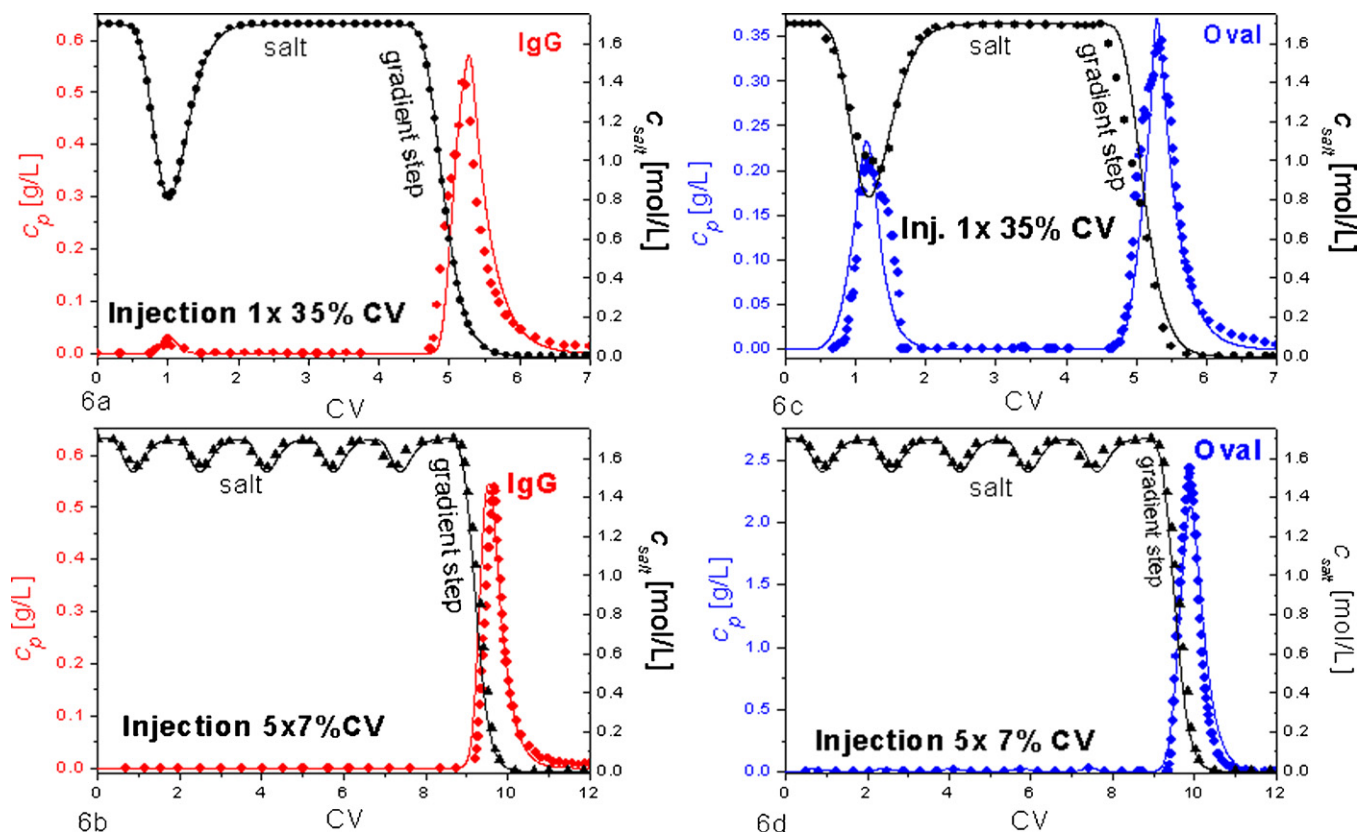 IgG
salt
gradient step
Injection 1x 35% CV
0.6
0.5
0.4
0.3
0.2
0.1
0.0
c_p [g/L]
1.6
1.4
1.2
1.0
0.8
0.6
0.4
0.2
0.0
c_salt [mol/L]
0 1 2 3 4 5 6 7
CV
6a
Oval
salt
gradient step
Inj. 1x 35% CV
0.35
0.30
0.25
0.20
0.15
0.10
0.05
0.00
c_p [g/L]
1.6
1.4
1.2
1.0
0.8
0.6
0.4
0.2
0.0
c_salt [mol/L]
0 1 2 3 4 5 6 7
CV
6c
IgG
salt
gradient step
Injection 5x7%CV
0.6
0.5
0.4
0.3
0.2
0.1
0.0
c_p [g/L]
1.6
1.4
1.2
1.0
0.8
0.6
0.4
0.2
0.0
c_salt [mol/L]
0 2 4 6 8 10 12
CV
6b
Oval
salt
gradient step
Injection 5x 7% CV
2.5
2.0
1.5
1.0
0.5
0.0
c_p [g/L]
1.6
1.4
1.2
1.0
0.8
0.6
0.4
0.2
0.0
c_salt [mol/L]
0 2 4 6 8 10 12
CV
6d